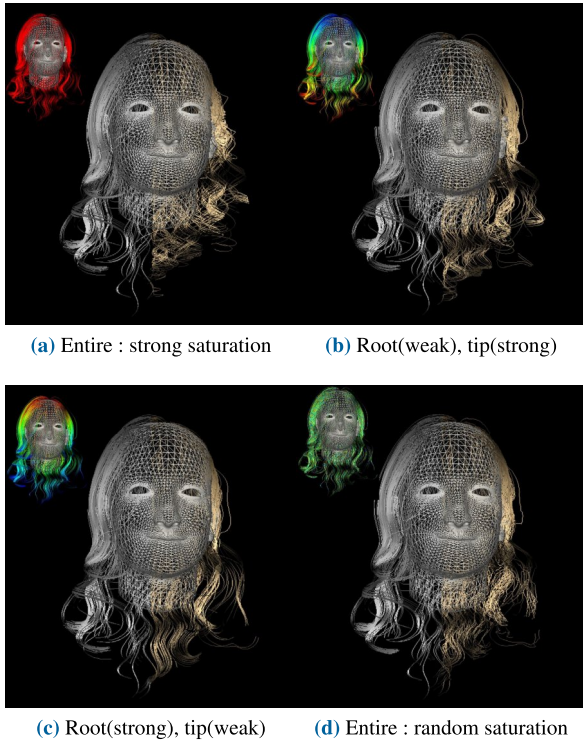 (a) Entire : strong saturation
(b) Root(weak), tip(strong)
(c) Root(strong), tip(weak)
(d) Entire : random saturation